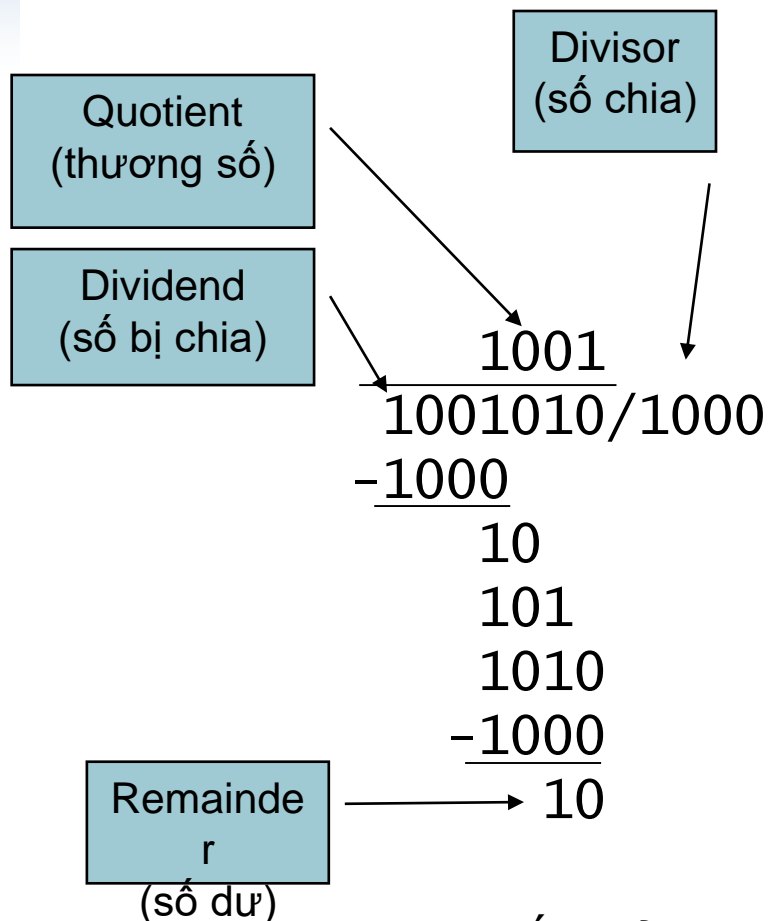 Divisor
(số chia)
Quotient
(thương số)
Dividend
(số bị chia)
1001
1001010/1000
-1000
10
101
1010
-1000
10
Remainde
r
(số dư)